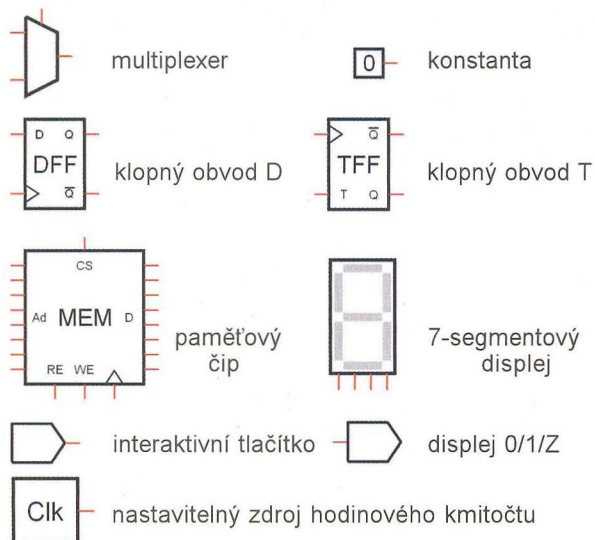 multiplexer
0
konstanta
D Q
DFF
Q̅
klopný obvod D
Q̅
TFF
T Q
klopný obvod T
CS
Ad MEM D
RE WE
paměťový
čip
7-segmentový
displej
interaktivní tlačítko
displej 0/1/Z
Clk
nastavitelný zdroj hodinového kmitočtu